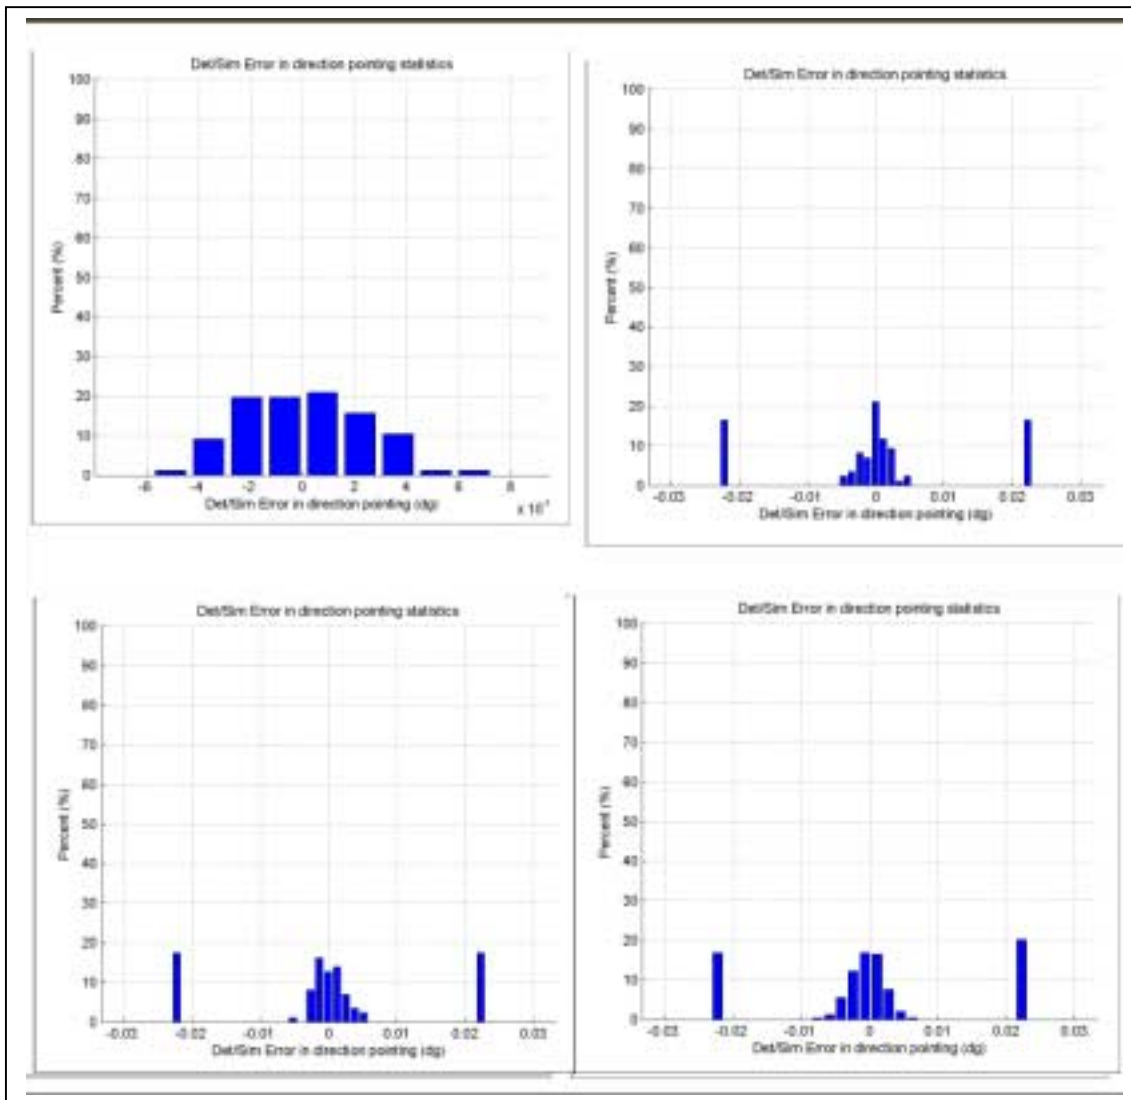 Det/Sim Error in direction pointing statistics
100
90
80
70
60
50
40
30
20
10
0
Percent (%)
-6 -4 -2 0 2 4 6 8
Det/Sim Error in direction pointing (dg)
Det/Sim Error in direction pointing statistics
100
90
80
70
60
50
40
30
20
10
0
Percent (%)
-0.03 -0.02 -0.01 0 0.01 0.02 0.03
Det/Sim Error in direction pointing (dg)
Det/Sim Error in direction pointing statistics
100
90
80
70
60
50
40
30
20
10
0
Percent (%)
-0.03 -0.02 -0.01 0 0.01 0.02 0.03
Det/Sim Error in direction pointing (dg)
Det/Sim Error in direction pointing statistics
100
90
80
70
60
50
40
30
20
10
0
Percent (%)
-0.03 -0.02 -0.01 0 0.01 0.02 0.03
Det/Sim Error in direction pointing (dg)